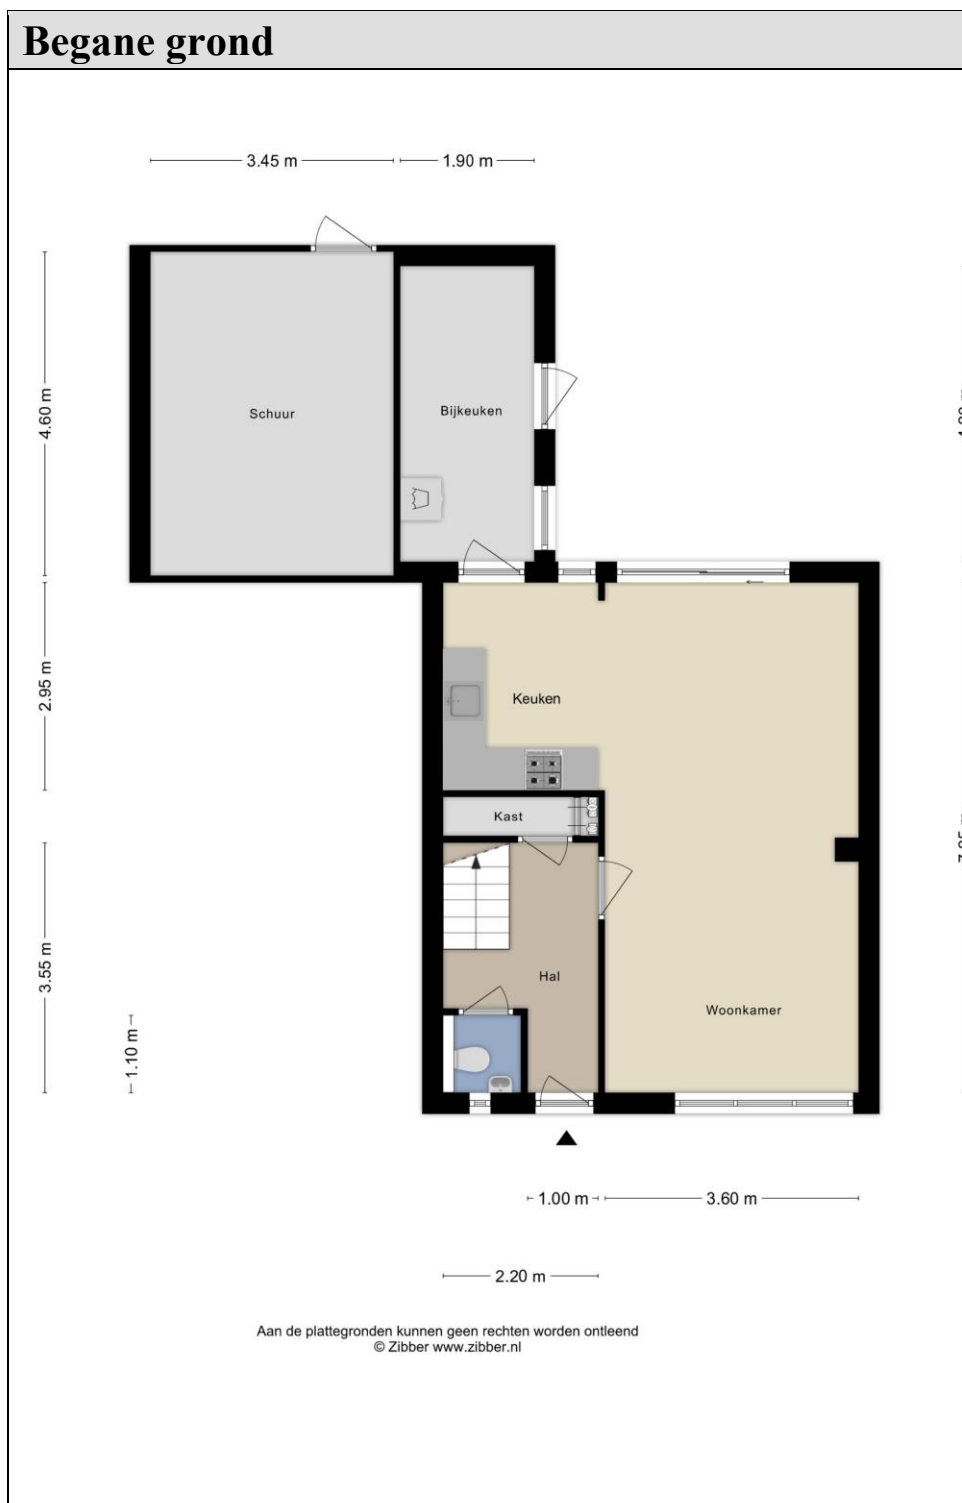 Begane grond
3.45 m
1.90 m
4.60 m
Schuur
Bijkeuken
2.95 m
Keuken
Kast
3.55 m
Hal
Woonkamer
1.10 m
1.00 m
3.60 m
2.20 m
Aan de plattegronden kunnen geen rechten worden ontleend
© Zibber www.zibber.nl